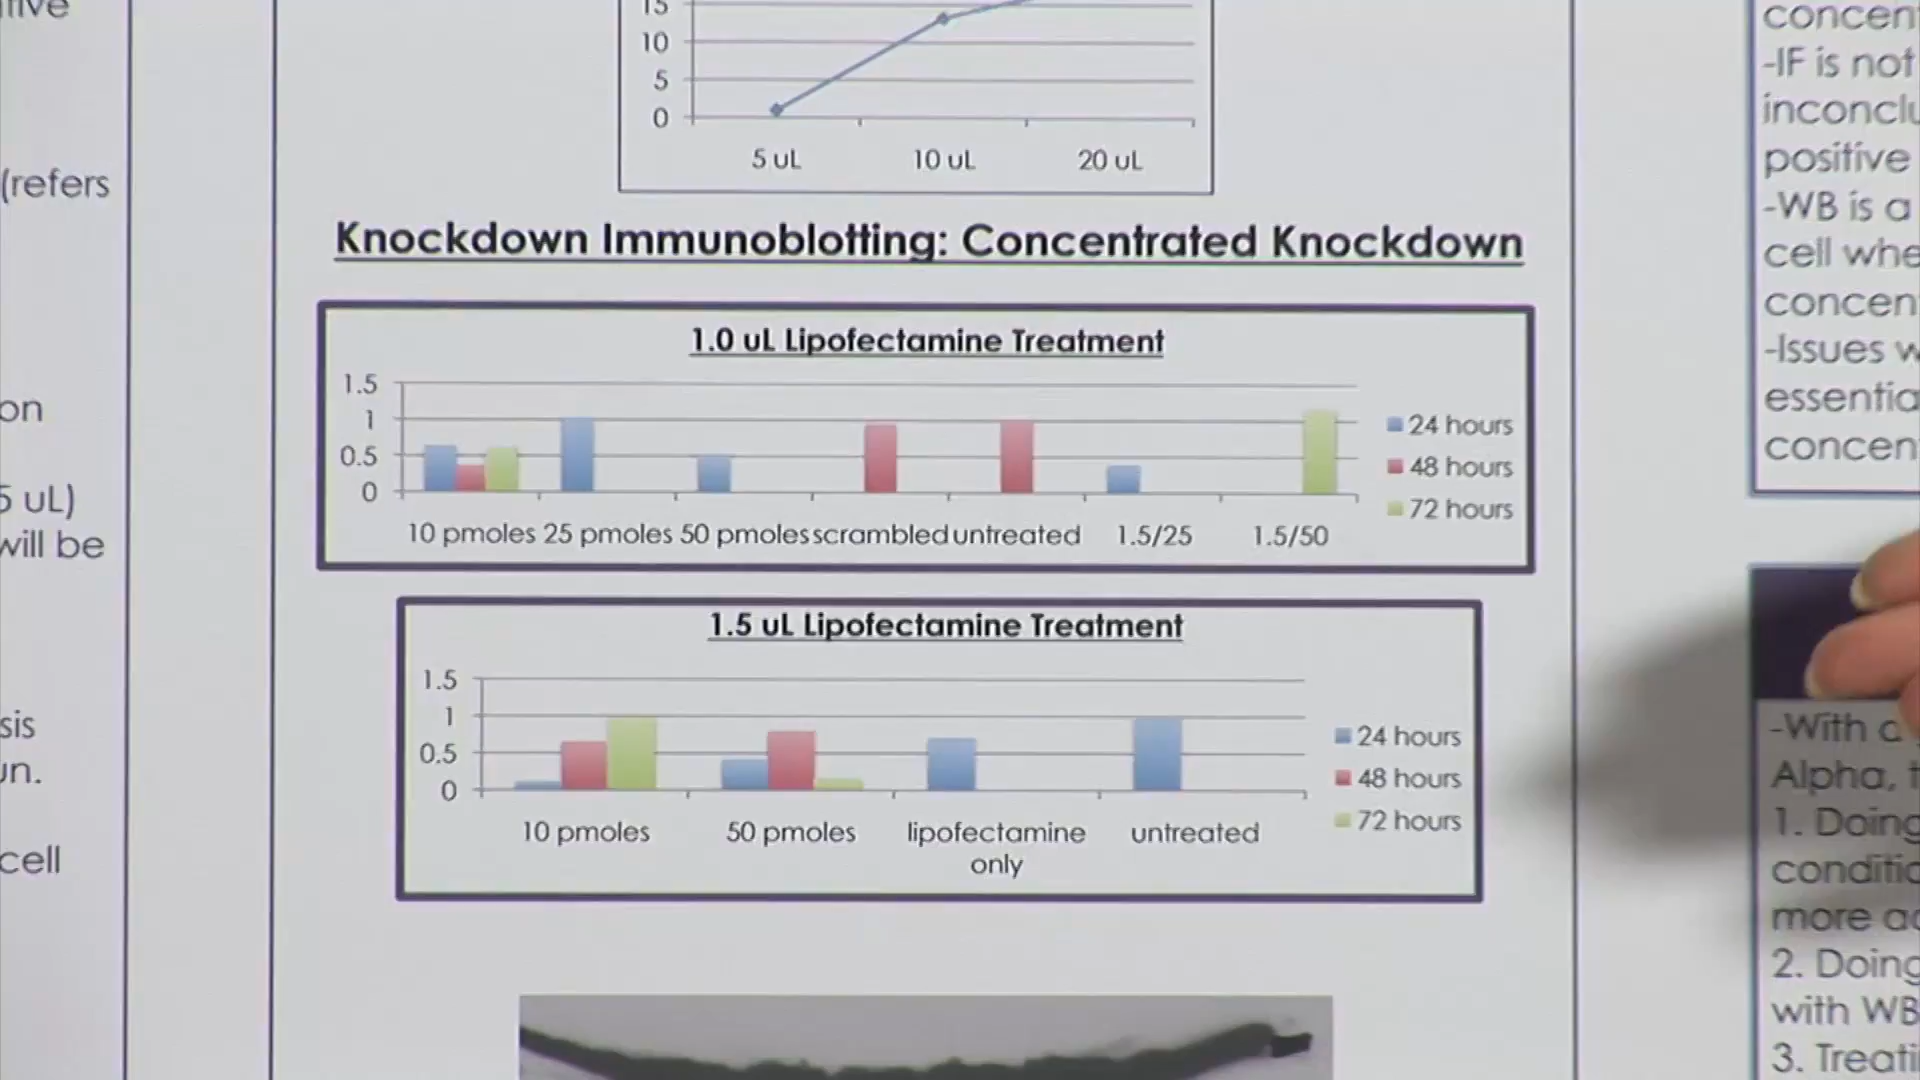 (refers
on
5 uL)
will be
sis
cell
15
10
5
0
5 uL 10 uL 20 uL
Knockdown Immunoblotting: Concentrated Knockdown
1.0 uL Lipofectamine Treatment
1.5
1
0.5
0
10 pmoles 25 pmoles 50 pmoles scrambled untreated 1.5/25 1.5/50
24 hours
48 hours
72 hours
1.5 uL Lipofectamine Treatment
1.5
1
0.5
0
10 pmoles 50 pmoles lipofectamine only untreated
24 hours
48 hours
72 hours
concen
-IF is not
inconclu
positive
-WB is a
cell whe
concen
-Issues w
essentia
concen
-With a
Alpha, t
1. Doing
conditio
more ac
2. Doing
with WB
3. Treati